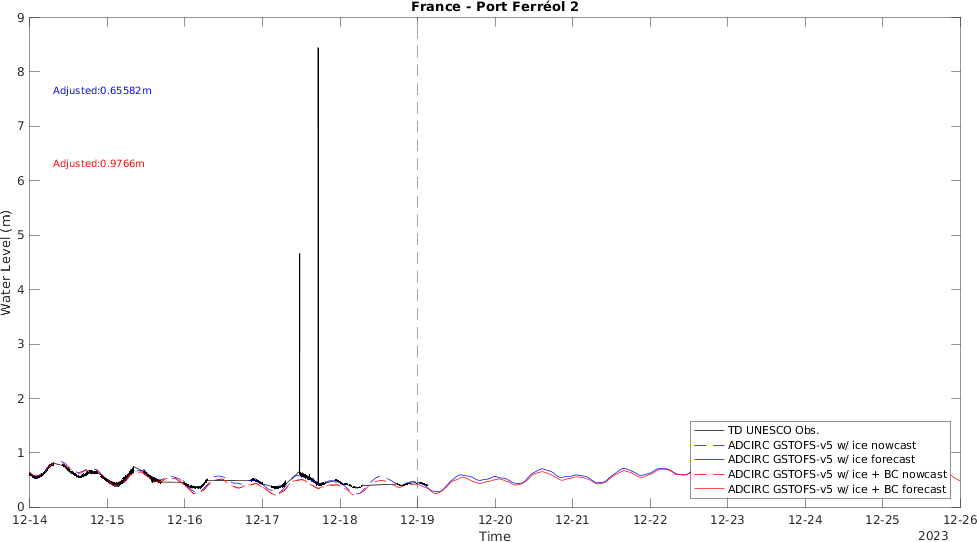 France - Port Ferréol 2
9
8
7
6
5
4
3
2
1
0
Water Level (m)
Adjusted:0.65582m
Adjusted:0.9766m
TD UNESCO Obs.
ADCIRC GSTOFS-v5 w/ ice nowcast
ADCIRC GSTOFS-v5 w/ ice forecast
ADCIRC GSTOFS-v5 w/ ice + BC nowcast
ADCIRC GSTOFS-v5 w/ ice + BC forecast
12-14 12-15 12-16 12-17 12-18 12-19 12-20 12-21 12-22 12-23 12-24 12-25 12-26
Time
2023